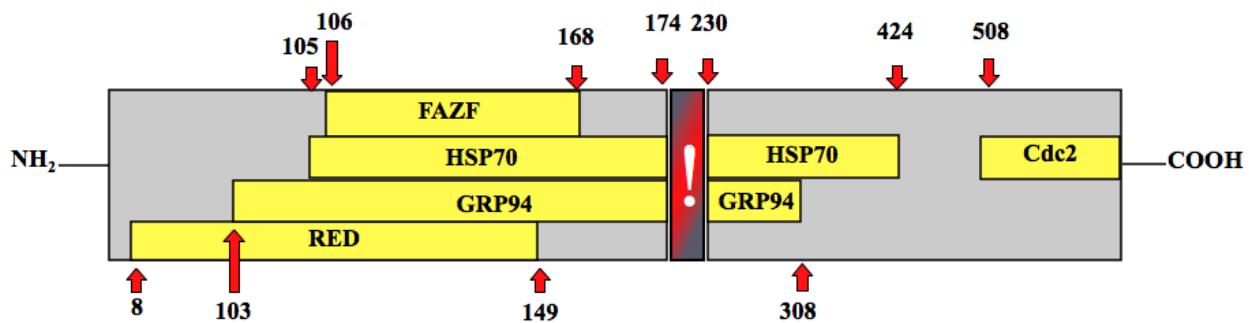 106
105
168
174
230
424
508
FAZF
NH2
HSP70
!
HSP70
Cdc2
COOH
GRP94
GRP94
RED
8
103
149
308